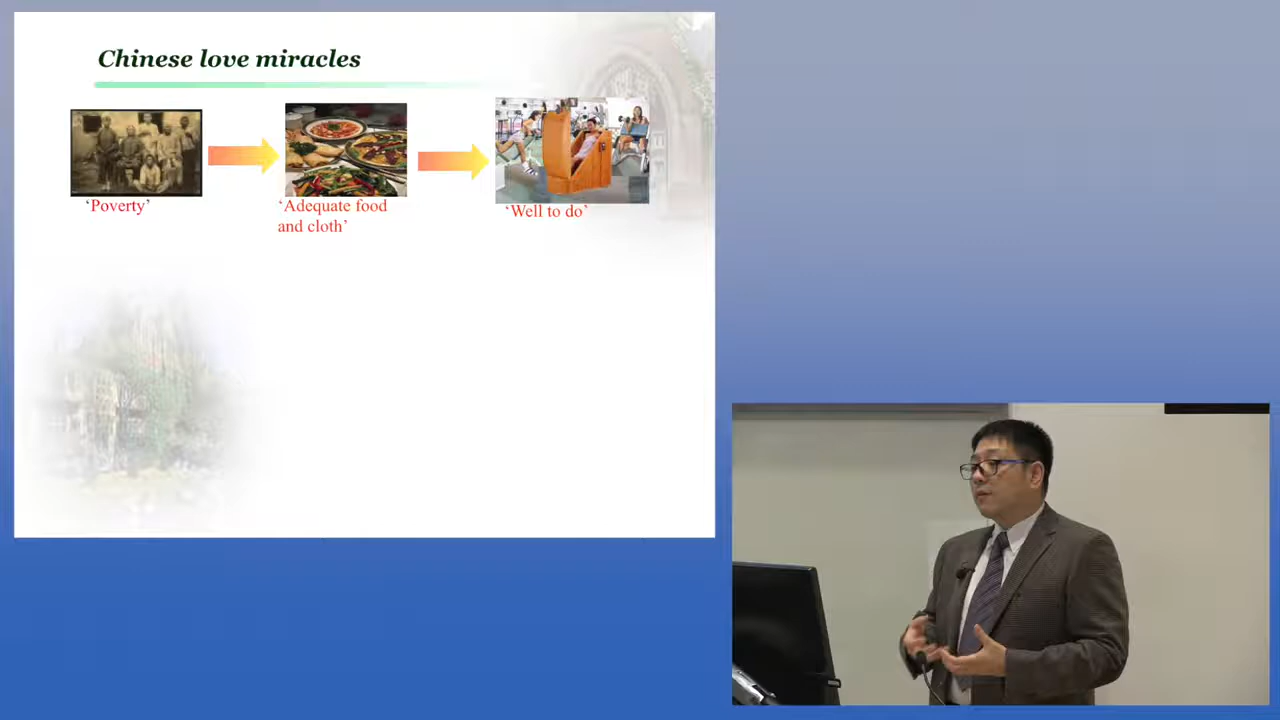 Chinese love miracles
‘Poverty’
‘Adequate food
and cloth’
‘Well to do’